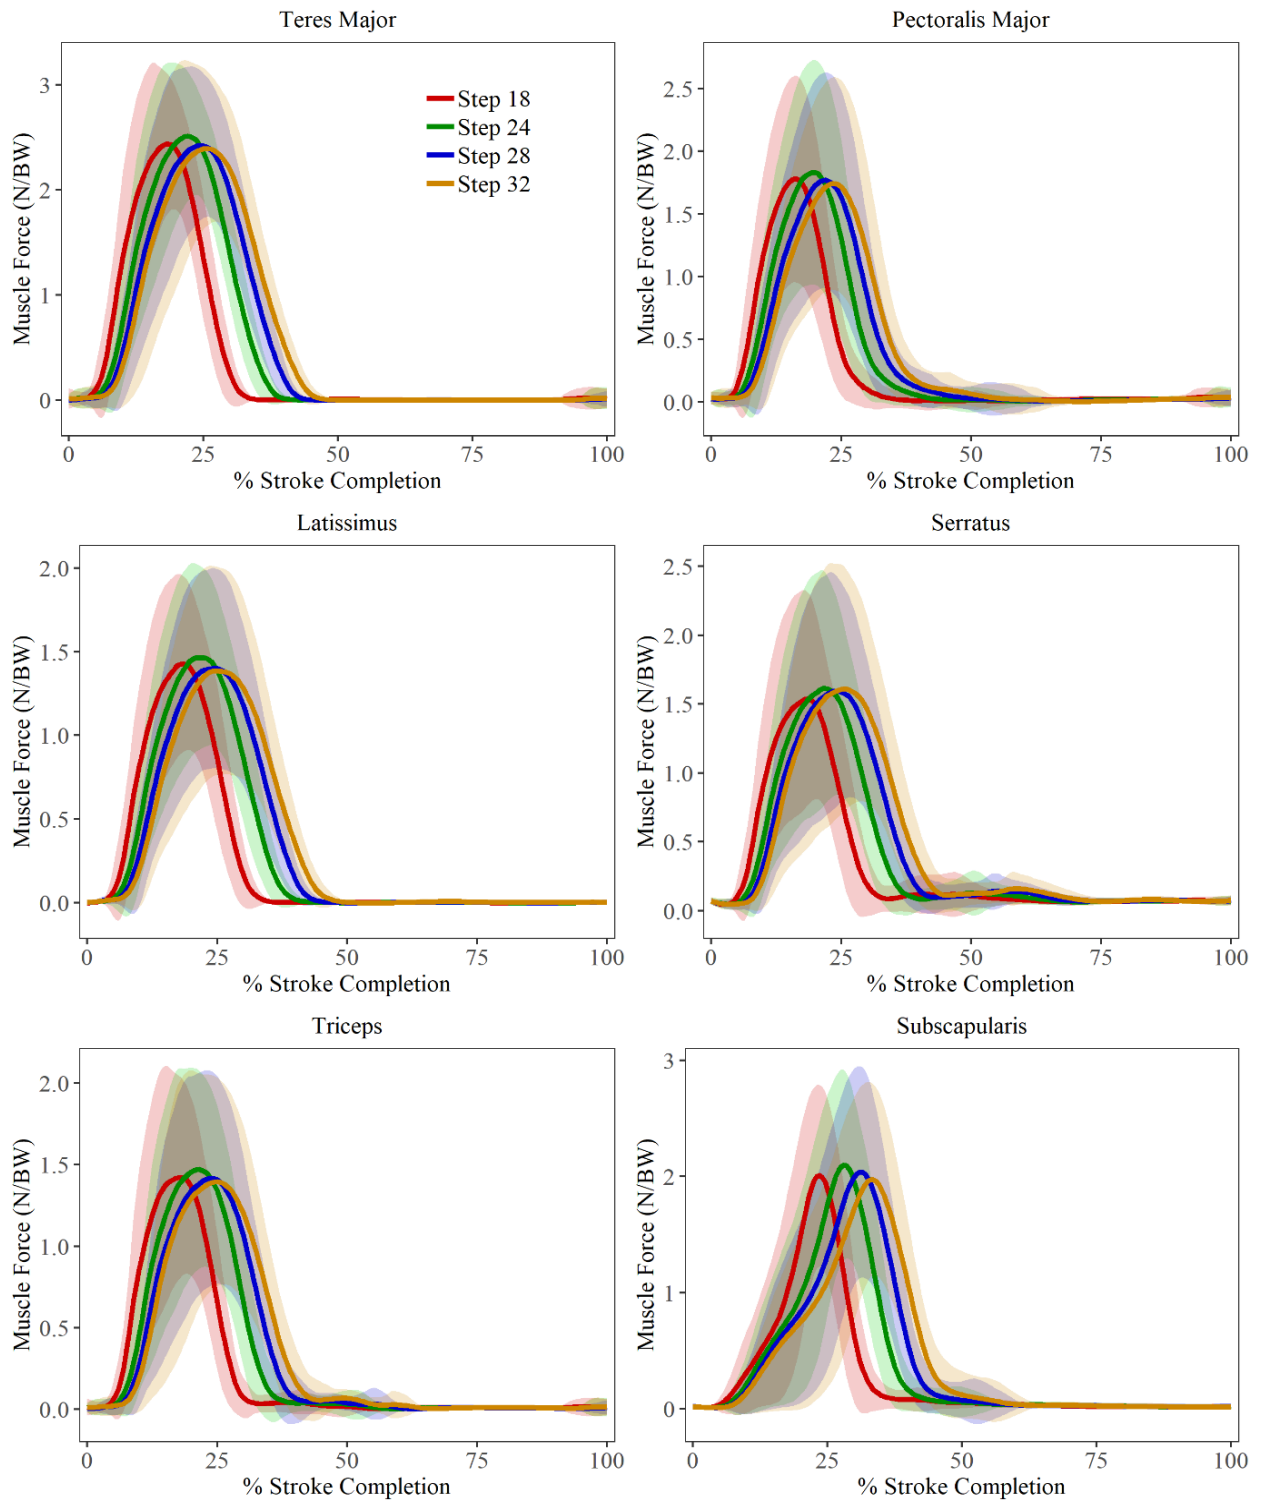 Teres Major
Muscle Force (N/BW)
3
2
1
0
Step 18
Step 24
Step 28
Step 32
0 25 50 75 100
% Stroke Completion
Pectoralis Major
Muscle Force (N/BW)
2.5
2.0
1.5
1.0
0.5
0.0
0 25 50 75 100
% Stroke Completion
Latissimus
Muscle Force (N/BW)
2.0
1.5
1.0
0.5
0.0
0 25 50 75 100
% Stroke Completion
Serratus
Muscle Force (N/BW)
2.5
2.0
1.5
1.0
0.5
0.0
0 25 50 75 100
% Stroke Completion
Triceps
Muscle Force (N/BW)
2.0
1.5
1.0
0.5
0.0
0 25 50 75 100
% Stroke Completion
Subscapularis
Muscle Force (N/BW)
3
2
1
0
0 25 50 75 100
% Stroke Completion